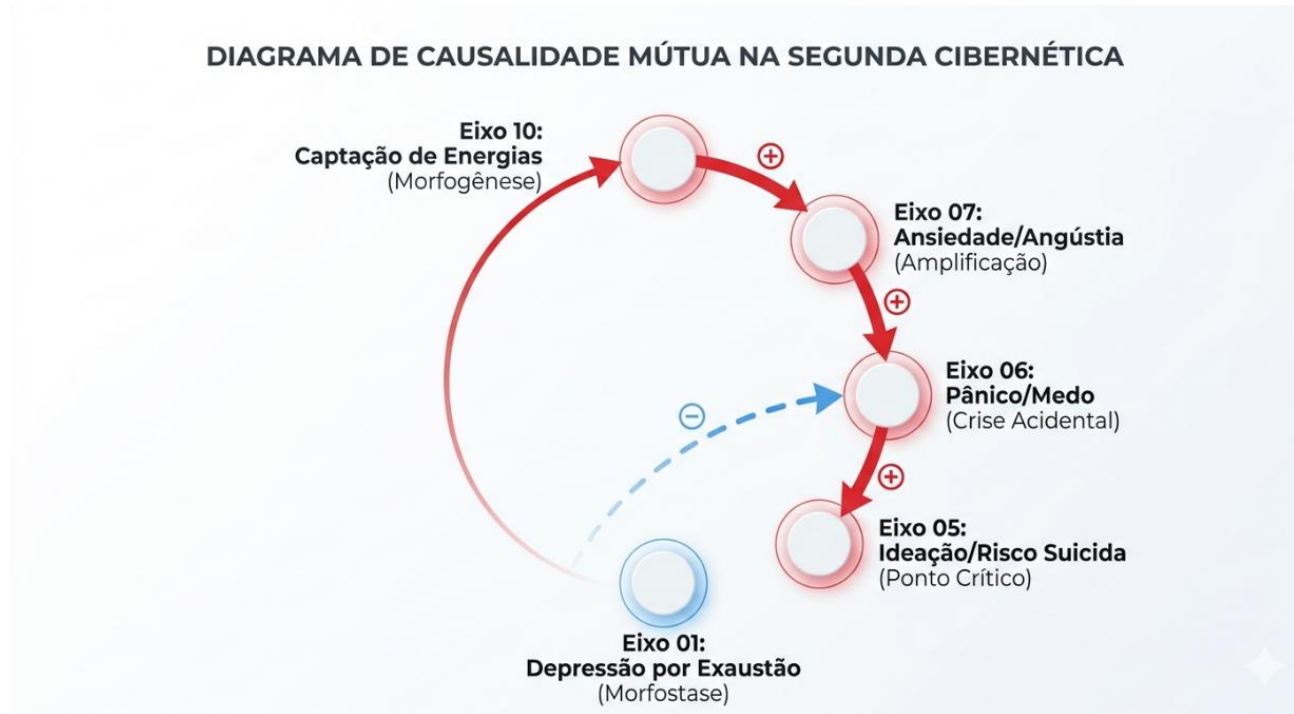 DIAGRAMA DE CAUSALIDADE MÚTUA NA SEGUNDA CIBERNÉTICA
Eixo 10:
Captação de Energias
(Morfogênese)
+
Eixo 07:
Ansiedade/Angústia
(Amplificação)
+
Eixo 06:
Pânico/Medo
(Crise Acidental)
−
+
Eixo 05:
Ideação/Risco Suicida
(Ponto Crítico)
Eixo 01:
Depressão por Exaustão
(Morfostase)